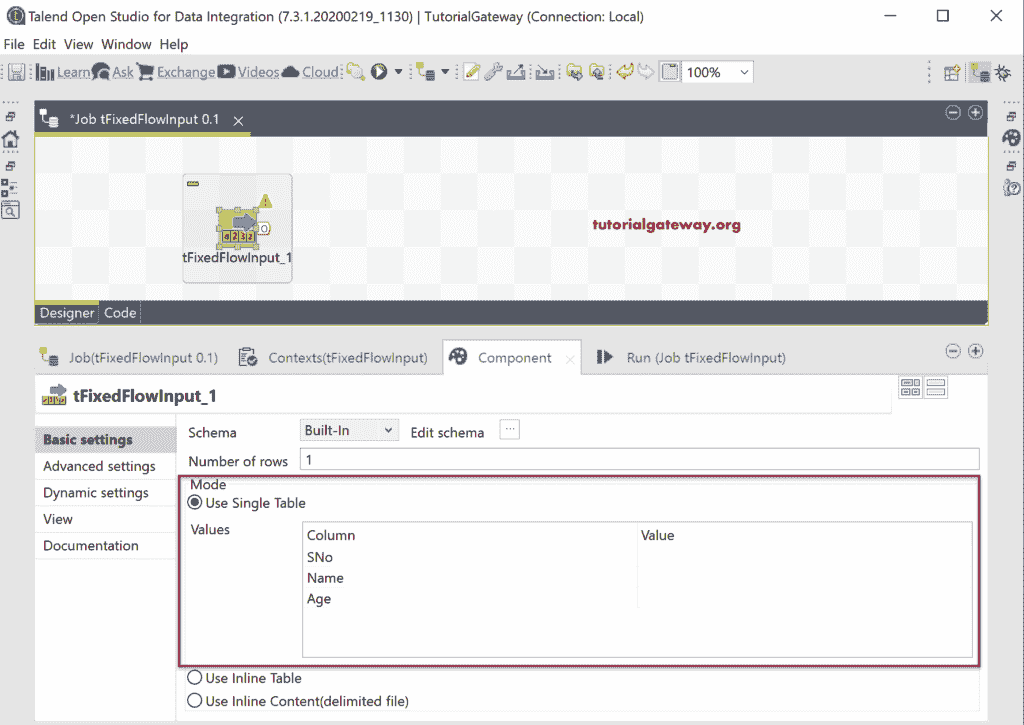 Talend Open Studio for Data Integration (7.3.1.20200219_1130) | TutorialGateway (Connection: Local)
File Edit View Window Help
Learn Ask Exchange Videos Cloud 100%
*Job tFixedFlowInput 0.1
tutorialgateway.org
tFixedFlowInput_1
Designer Code
Job(tFixedFlowInput 0.1) Contexts(tFixedFlowInput) Component Run (Job tFixedFlowInput)
tFixedFlowInput_1
Basic settings
Advanced settings
Dynamic settings
View
Documentation
Schema Built-In Edit schema ...
Number of rows 1
Mode
Use Single Table
Values
Column Value
SNo
Name
Age
Use Inline Table
Use Inline Content(delimited file)